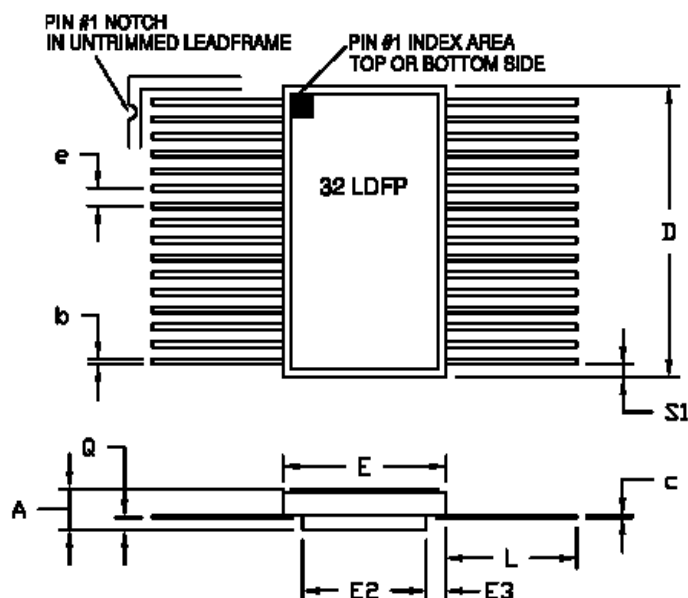 PIN #1 NOTCH
IN UNTRIMMED LEADFRAME
PIN #1 INDEX AREA
TOP OR BOTTOM SIDE
e
32 LDFP
D
b
S1
Q
E
c
A
L
E2
E3